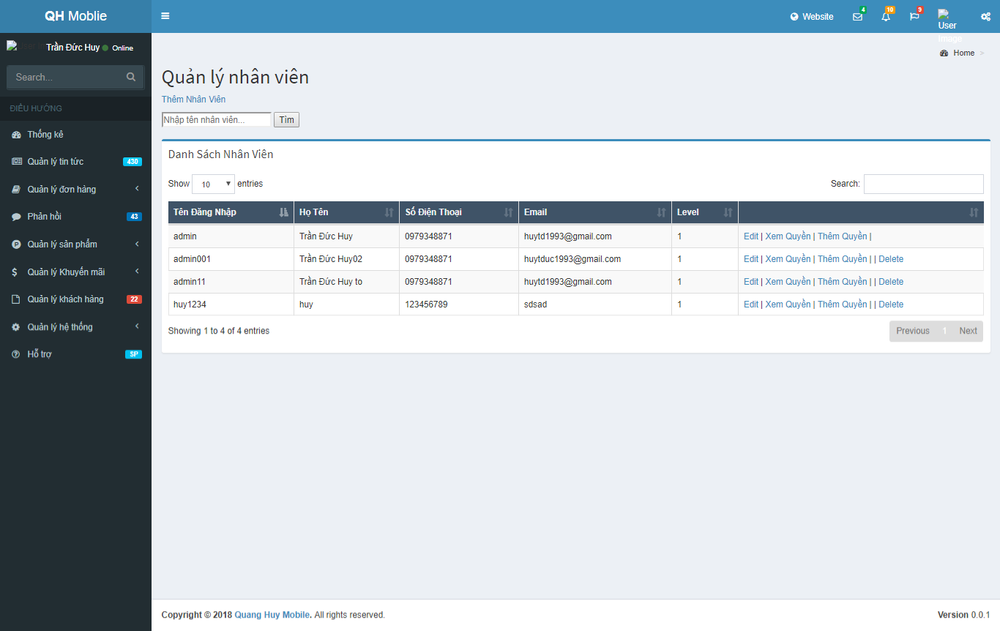 QH Moblie
Website 4 10 9 User Image
Trần Đức Huy Online
Search...
ĐIỀU HƯỚNG
Thống kê
Quản lý tin tức 430
Quản lý đơn hàng
Phản hồi 43
Quản lý sản phẩm
Quản lý Khuyến mãi
Quản lý khách hàng 22
Quản lý hệ thống
Hỗ trợ SP
Home >
Quản lý nhân viên
Thêm Nhân Viên
Nhập tên nhân viên... Tìm
Danh Sách Nhân Viên
Show 10 entries Search:
Tên Đăng Nhập Họ Tên Số Điện Thoại Email Level
admin Trần Đức Huy 0979348871 huytd1993@gmail.com 1 Edit | Xem Quyền | Thêm Quyền |
admin001 Trần Đức Huy02 0979348871 huytduc1993@gmail.com 1 Edit | Xem Quyền | Thêm Quyền | | Delete
admin11 Trần Đức Huy to 0979348871 huytd1993@gmail.com 1 Edit | Xem Quyền | Thêm Quyền | | Delete
huy1234 huy 123456789 sdsad 1 Edit | Xem Quyền | Thêm Quyền | | Delete
Showing 1 to 4 of 4 entries Previous 1 Next
Copyright © 2018 Quang Huy Mobile. All rights reserved. Version 0.0.1